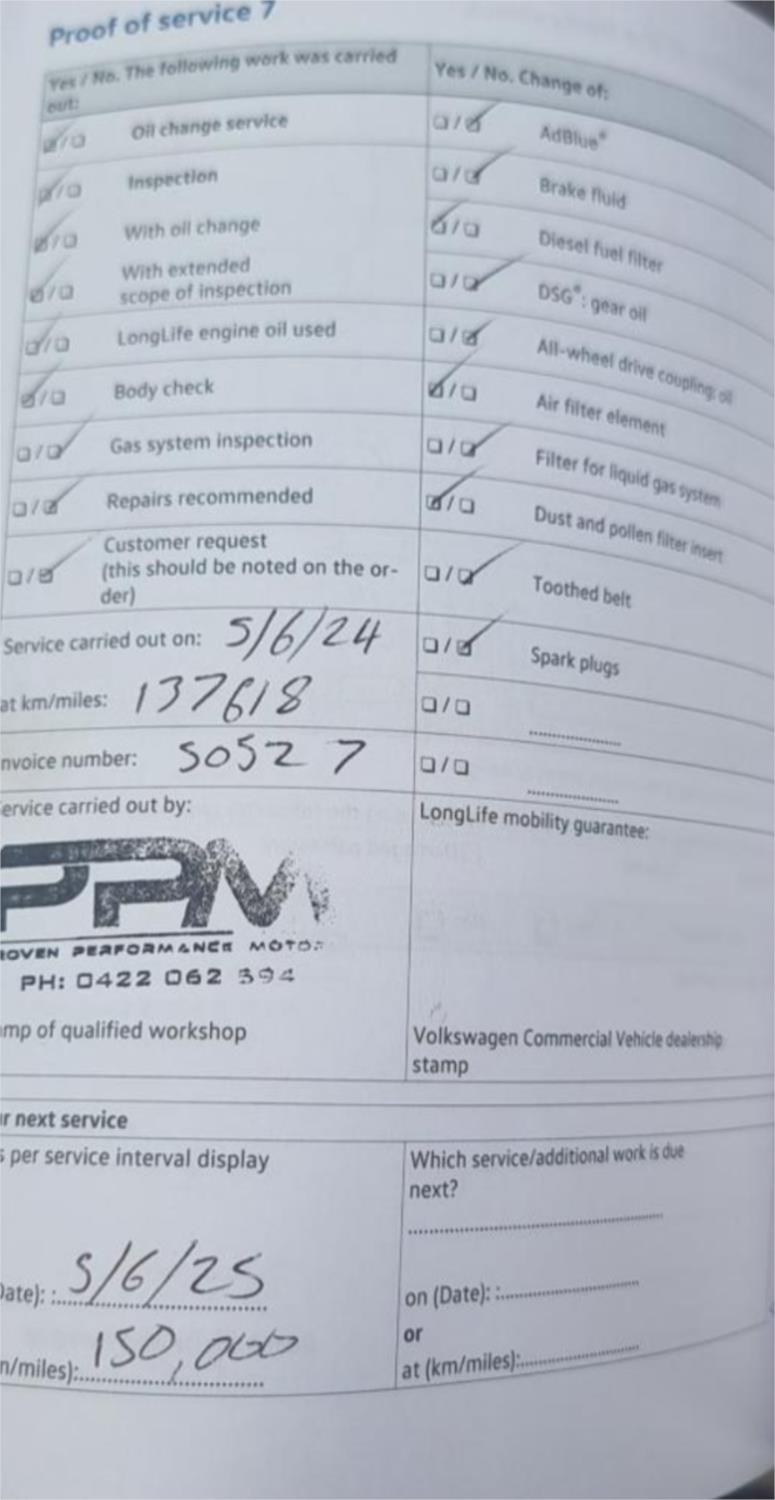 Proof of service 7
Yes / No. The following work was carried
out:
☑/☐ Oil change service
☑/☐ Inspection
☑/☐ With oil change
☑/☐ With extended
scope of inspection
☑/☐ LongLife engine oil used
☑/☐ Body check
☐/☑ Gas system inspection
☐/☑ Repairs recommended
☐/☑ Customer request
(this should be noted on the or-
der)
Service carried out on: 5/6/24
at km/miles: 137618
nvoice number: 50527
ervice carried out by:
PPM
ROVEN PERFORMANCE MOTOR
PH: 0422 062 394
mp of qualified workshop
Yes / No. Change of:
☐/☑ AdBlue®
☐/☑ Brake fluid
☑/☐ Diesel fuel filter
☐/☑ DSG®: gear oil
☐/☑ All-wheel drive coupling: oil
☑/☐ Air filter element
☐/☑ Filter for liquid gas system
☑/☐ Dust and pollen filter insert
☐/☑ Toothed belt
☐/☑ Spark plugs
☐/☐ ....................
☐/☐ ....................
LongLife mobility guarantee:
Volkswagen Commercial Vehicle dealership
stamp
ur next service
s per service interval display
Date): : 5/6/25
n/miles): 150,000
Which service/additional work is due
next?
..................................................
on (Date): :..............................
or
at (km/miles):.........................